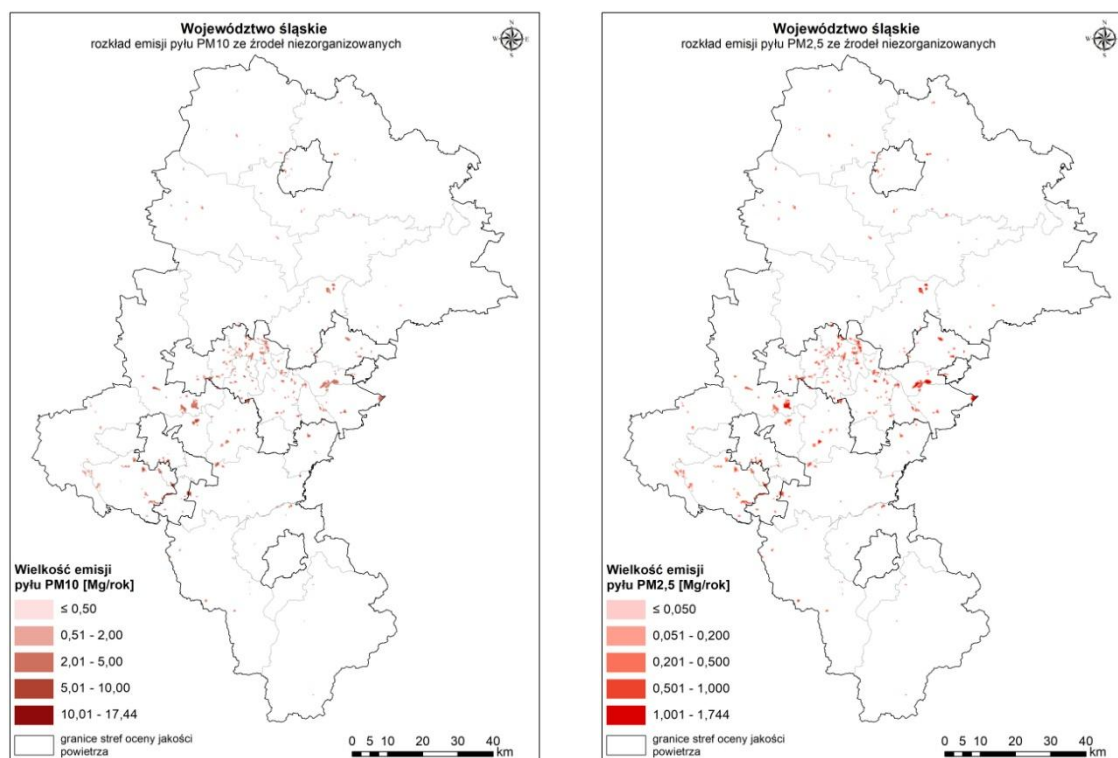 Województwo śląskie
rozkład emisji pyłu PM10 ze źrodeł niezorganizowanych
N
W E
S
Wielkość emisji
pyłu PM10 [Mg/rok]
≤ 0,50
0,51 - 2,00
2,01 - 5,00
5,01 - 10,00
10,01 - 17,44
granice stref oceny jakości
powietrza
0 5 10 20 30 40
km
Województwo śląskie
rozkład emisji pyłu PM2,5 ze źrodeł niezorganizowanych
N
W E
S
Wielkość emisji
pyłu PM2,5 [Mg/rok]
≤ 0,050
0,051 - 0,200
0,201 - 0,500
0,501 - 1,000
1,001 - 1,744
granice stref oceny jakości
powietrza
0 5 10 20 30 40
km